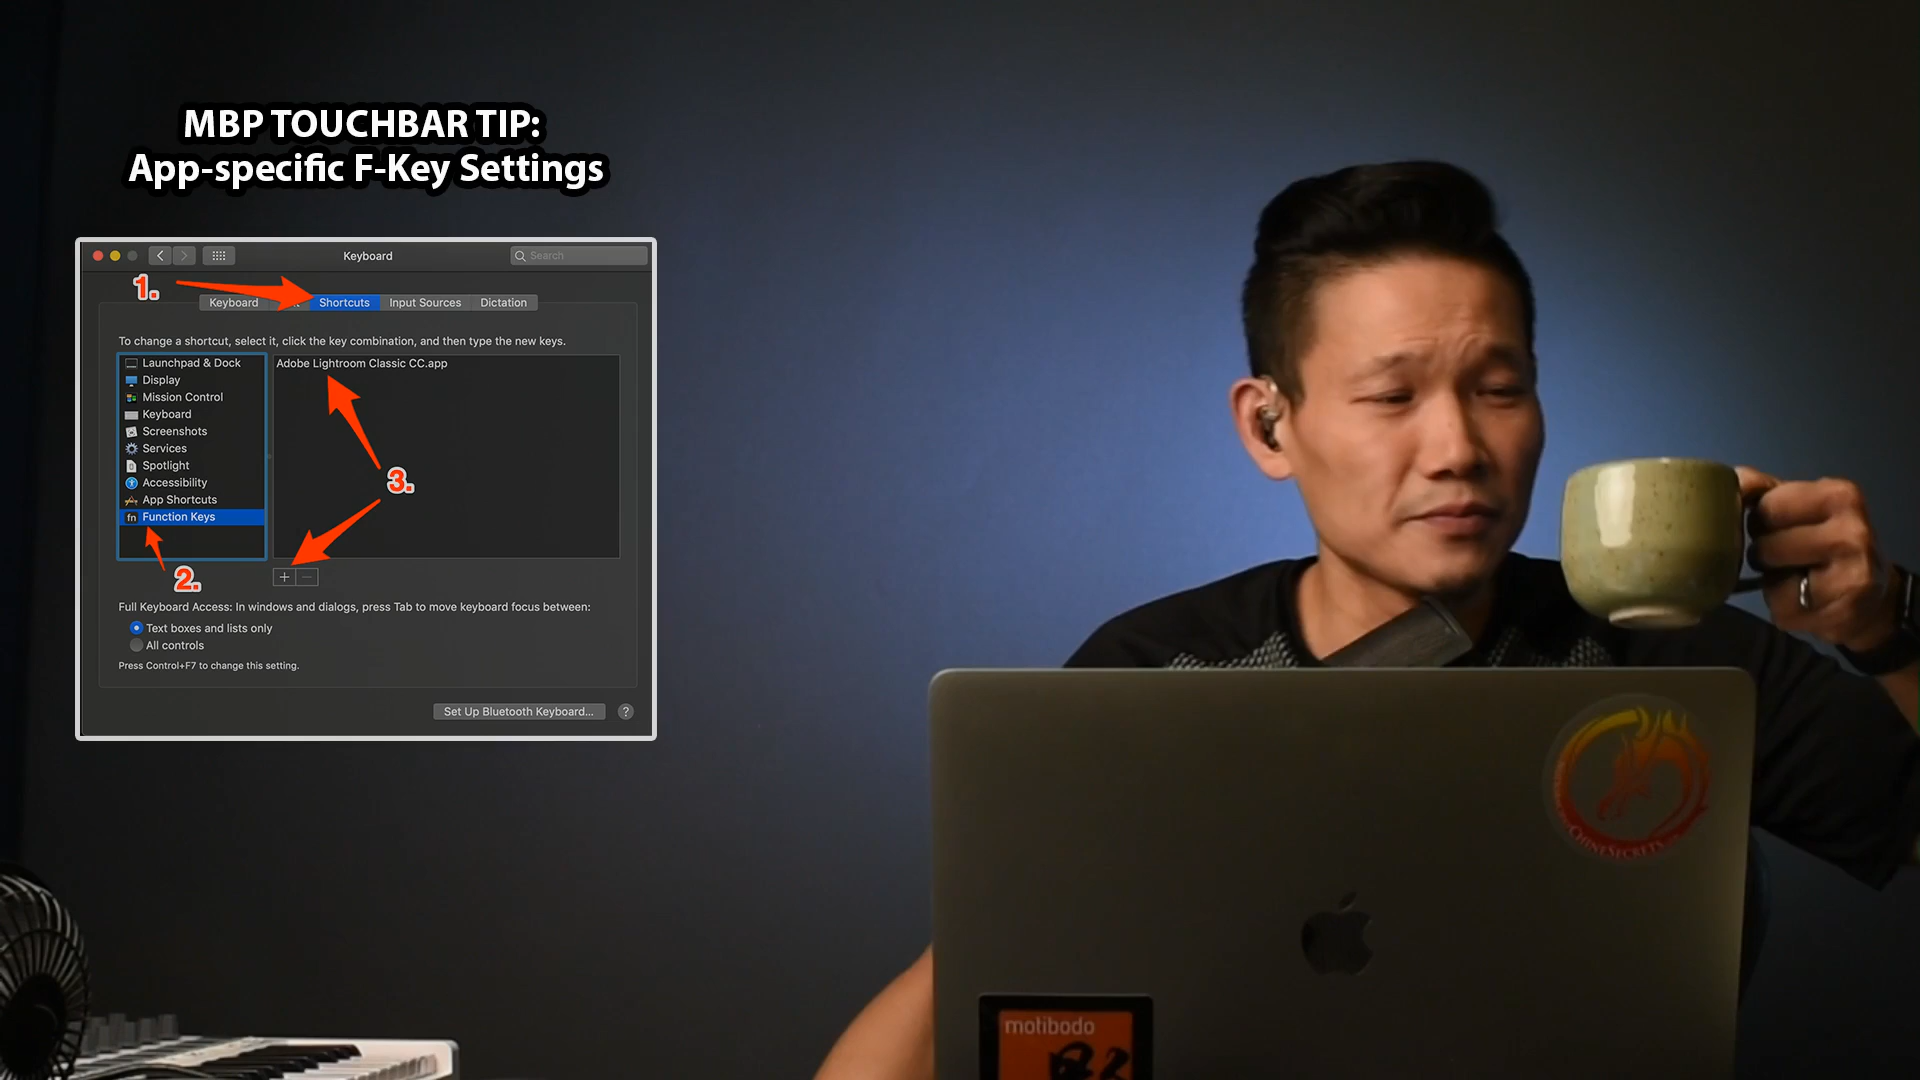 MBP TOUCHBAR TIP:
App-specific F-Key Settings
Keyboard
Search
1.
Keyboard
Shortcuts
Input Sources
Dictation
To change a shortcut, select it, click the key combination, and then type the new keys.
Launchpad & Dock
Display
Mission Control
Keyboard
Screenshots
Services
Spotlight
Accessibility
App Shortcuts
fn Function Keys
Adobe Lightroom Classic CC.app
3.
2.
+
Full Keyboard Access: In windows and dialogs, press Tab to move keyboard focus between:
Text boxes and lists only
All controls
Press Control+F7 to change this setting.
Set Up Bluetooth Keyboard...
?
CHINESECRETS
motibodo